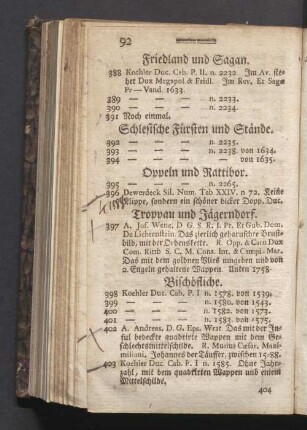 92
Friedland und Sagan.
388 Koehler Duc. Cab. P. II. n. 2232. Im Av. ste-
het Dux Megapol & Fridl. Im Rev. Et Saga
Pr — Vand. 1633.
389 — — — n. 2233.
390 — — — n. 2234.
391 Noch einmal.
Schlesische Fürsten und Stände.
392 — — — n. 2235.
393 — — — n. 2238. von 1634.
394 — — — von 1635.
Oppeln und Rattibor.
395 — — — n. 2265.
396 Dewerdeck Sil. Num. Tab XXIV. n 72. Keine
Klippe, sondern ein schöner dicker Dopp. Duc.
Troppau und Jägerndorf.
397 A. Jos. Wenc, D G. S R. I. Pr. Et Gub. Dom.
De Lichtenstein. Das zierlich geharnischte Brust-
bild, mit der Ordenskette. R. Opp. & Carn Dux
Com. Rittb S. C. M. Cons. Int. & Campi. Mar.
Das mit dem goldnen Vlies umgebne und von
2. Engeln gehaltene Wappen. Unten 1758
Bischöfliche.
398 Koehler Duc. Cab. P. I n. 1578. von 1539.
399 — — — n. 1580. von 1543.
400 — — — n. 1582. von 1573.
401 — — — n. 1583. von 1575.
402 A. Andreas, D. G. Eps. Wrat. Das mit der In-
ful bedeckte quadrirte Wappen mit dem Ge-
schlechtsmittelschilde. R. Munus Caesar. Maxi-
miliani, Johannes der Täuffer, zwischen 15-88.
403 Koehler Duc. Cab. P. I n. 1585. Ohne Jahr-
zahl, mit dem quadrirten Wappen und einem
Mittelschilde.
404